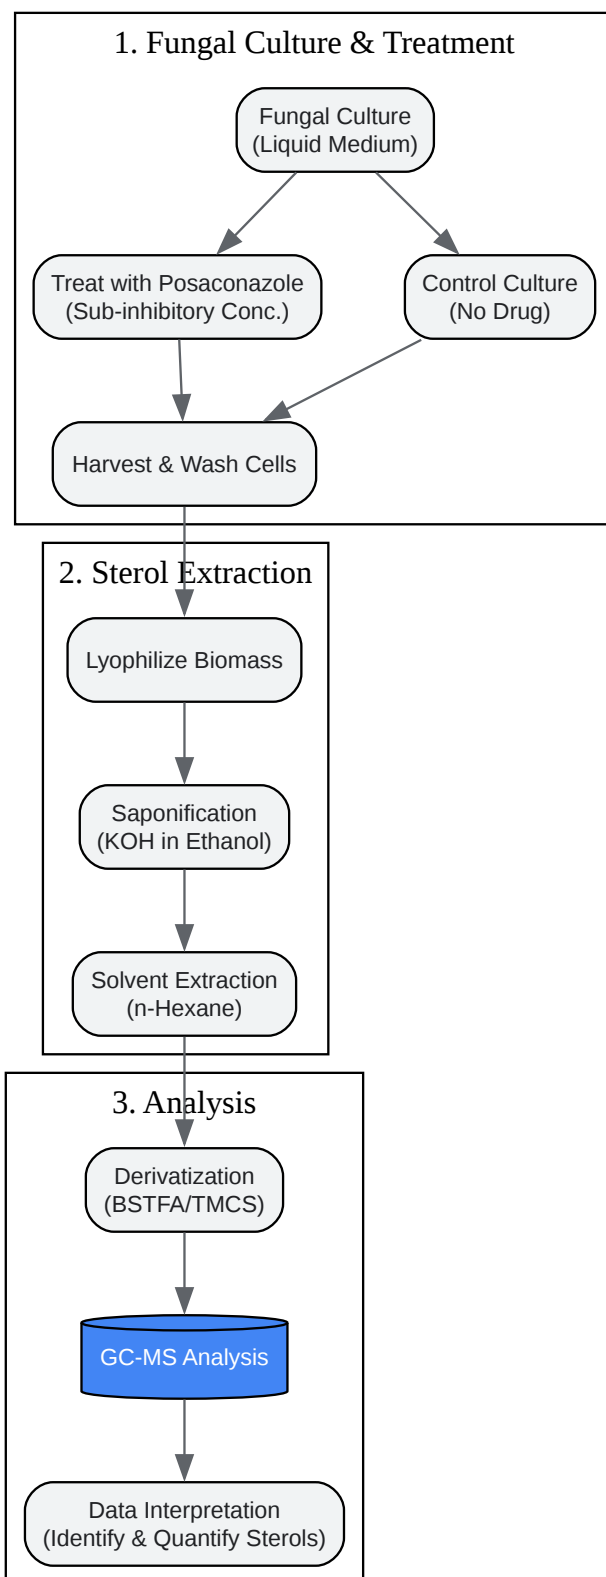 1. Fungal Culture & Treatment
Fungal Culture
(Liquid Medium)
Treat with Posaconazole
(Sub-inhibitory Conc.)
Control Culture
(No Drug)
Harvest & Wash Cells
2. Sterol Extraction
Lyophilize Biomass
Saponification
(KOH in Ethanol)
Solvent Extraction
(n-Hexane)
3. Analysis
Derivatization
(BSTFA/TMCS)
GC-MS Analysis
Data Interpretation
(Identify & Quantify Sterols)